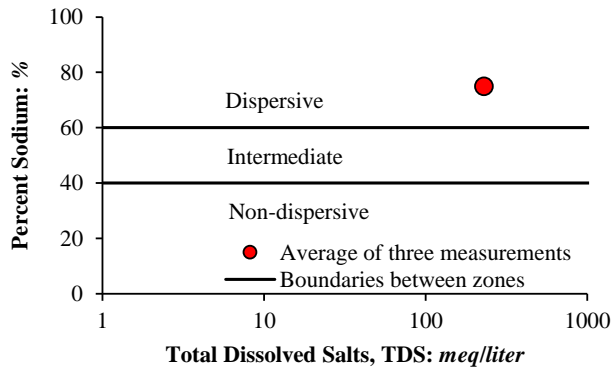 100
80
60
40
20
0
Percent Sodium: %
Dispersive
Intermediate
Non-dispersive
Average of three measurements
Boundaries between zones
1 10 100 1000
Total Dissolved Salts, TDS: meq/liter